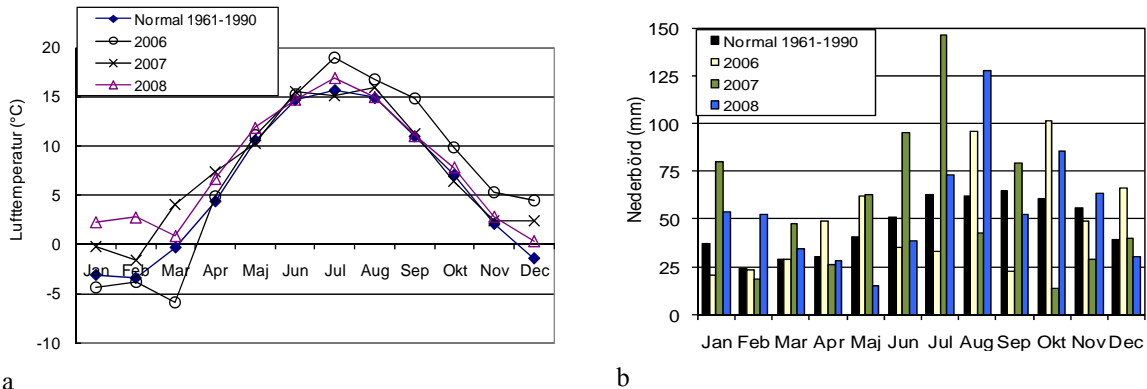 Normal 1961-1990
2006
2007
2008
20
15
10
5
0
-5
-10
Lufttemperatur (°C)
Jan Feb Mar Apr Maj Jun Jul Aug Sep Okt Nov Dec
a
Normal 1961-1990
2006
2007
2008
150
125
100
75
50
25
0
Nederbörd (mm)
Jan Feb Mar Apr Maj Jun Jul Aug Sep Okt Nov Dec
b